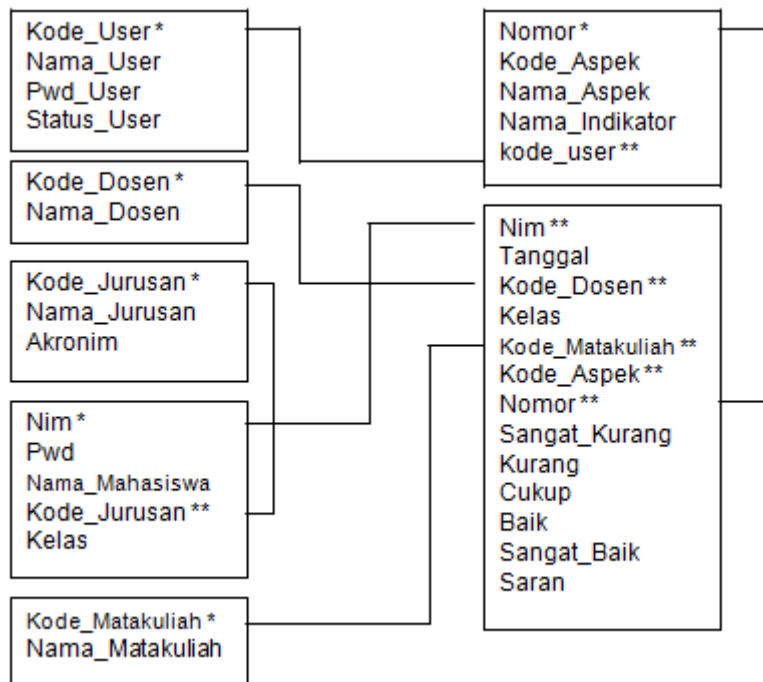 Kode_User *
Nama_User
Pwd_User
Status_User
Kode_Dosen *
Nama_Dosen
Kode_Jurusan *
Nama_Jurusan
Akronim
Nim *
Pwd
Nama_Mahasiswa
Kode_Jurusan **
Kelas
Kode_Matakuliah *
Nama_Matakuliah
Nomor *
Kode_Aspek
Nama_Aspek
Nama_Indikator
kode_user **
Nim **
Tanggal
Kode_Dosen **
Kelas
Kode_Matakuliah **
Kode_Aspek **
Nomor **
Sangat_Kurang
Kurang
Cukup
Baik
Sangat_Baik
Saran